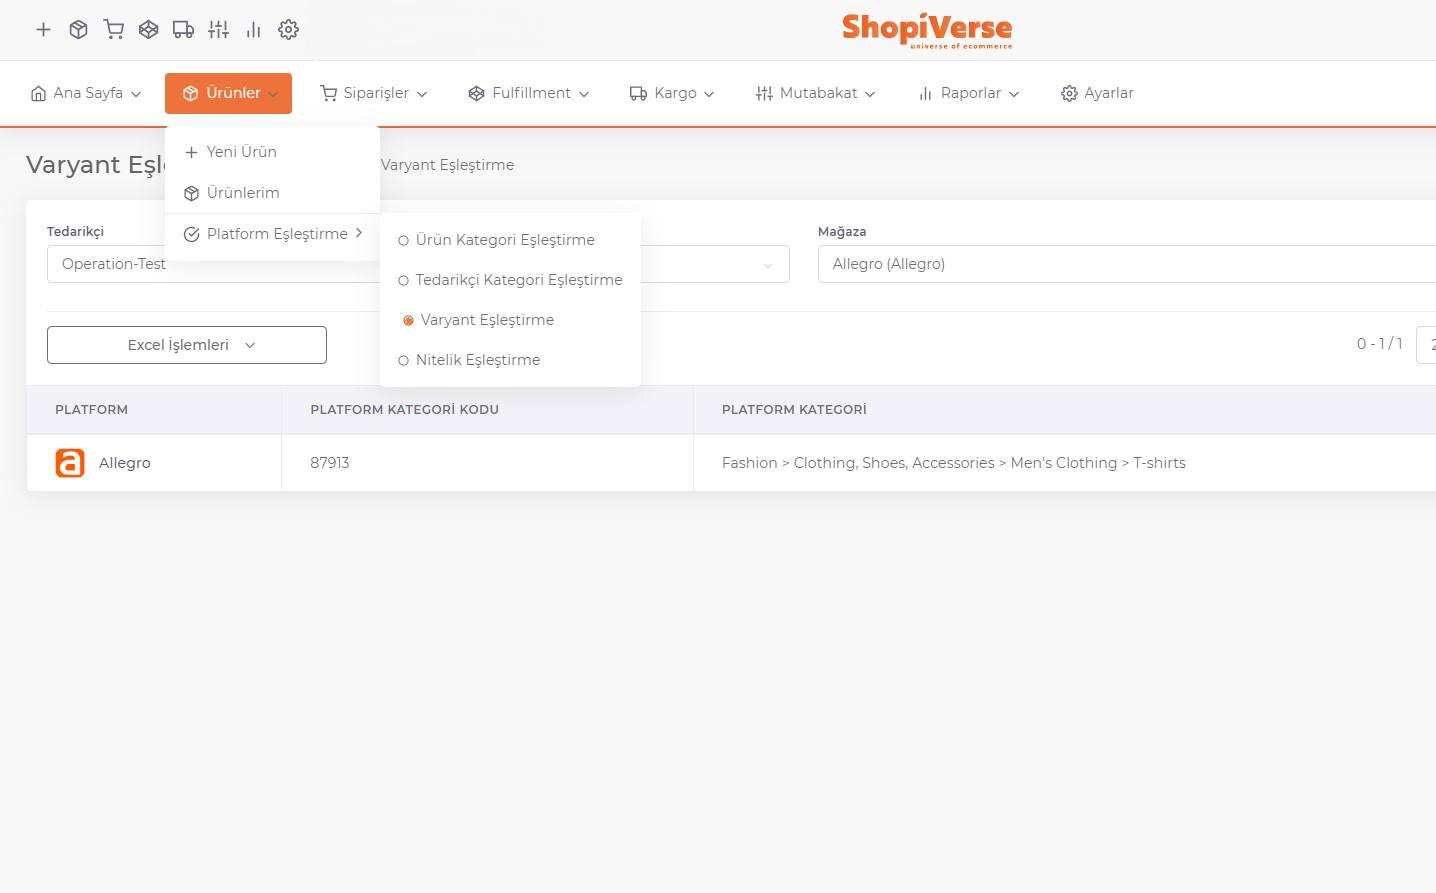 ShopiVerse
universe of ecommerce
Ana Sayfa
Ürünler
Siparişler
Fulfillment
Kargo
Mutabakat
Raporlar
Ayarlar
Yeni Ürün
Ürünlerim
Platform Eşleştirme
Ürün Kategori Eşleştirme
Tedarikçi Kategori Eşleştirme
Varyant Eşleştirme
Nitelik Eşleştirme
Varyant Eşl
Varyant Eşleştirme
Tedarikçi
Operation-Test
Mağaza
Allegro (Allegro)
Excel İşlemleri
0 - 1 / 1
2
PLATFORM
PLATFORM KATEGORİ KODU
PLATFORM KATEGORİ
Allegro
87913
Fashion > Clothing, Shoes, Accessories > Men's Clothing > T-shirts